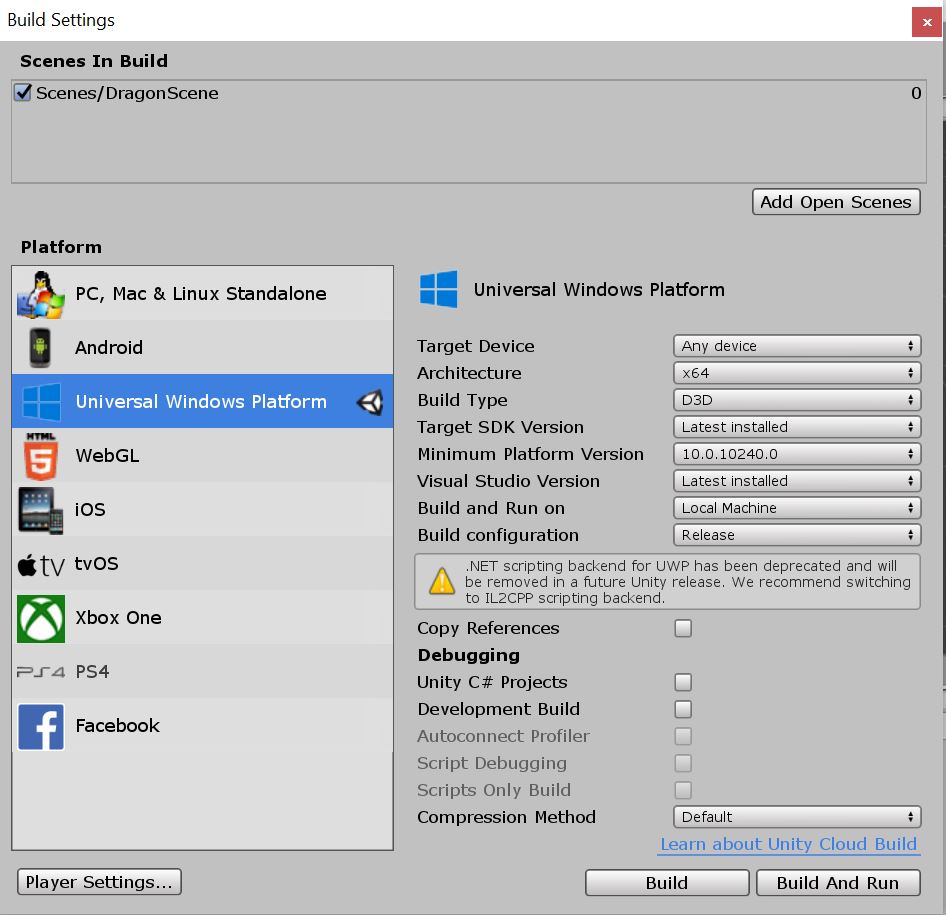 Build Settings
x
Scenes In Build
Scenes/DragonScene 0
Add Open Scenes
Platform
PC, Mac & Linux Standalone
Android
Universal Windows Platform
HTML
5
WebGL
iOS
tv
tvOS
Xbox One
PS4
PS4
f
Facebook
Universal Windows Platform
Target Device Any device
Architecture x64
Build Type D3D
Target SDK Version Latest installed
Minimum Platform Version 10.0.10240.0
Visual Studio Version Latest installed
Build and Run on Local Machine
Build configuration Release
.NET scripting backend for UWP has been deprecated and will
be removed in a future Unity release. We recommend switching
to IL2CPP scripting backend.
Copy References
Debugging
Unity C# Projects
Development Build
Autoconnect Profiler
Script Debugging
Scripts Only Build
Compression Method Default
Learn about Unity Cloud Build
Player Settings...
Build
Build And Run